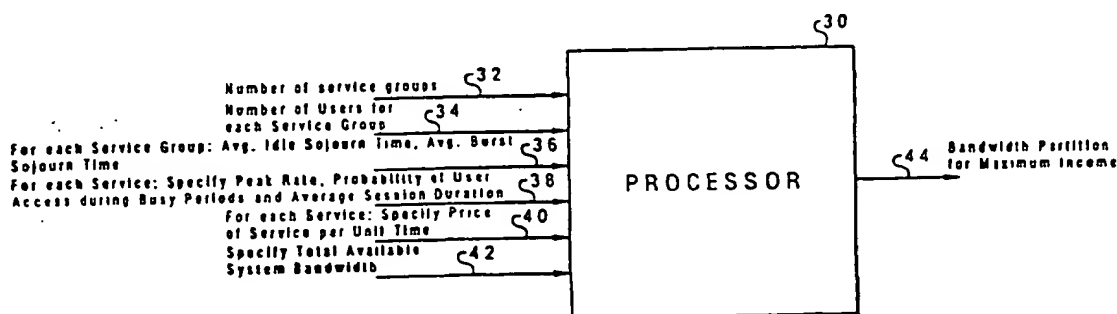 30
Number of service groups
32
Number of Users for
each Service Group
34
For each Service Group: Avg. Idle Sojourn Time, Avg. Burst
Sojourn Time
36
For each Service: Specify Peak Rate, Probability of User
Access during Busy Periods and Average Session Duration
38
For each Service: Specify Price
of Service per Unit Time
40
Specify Total Available
System Bandwidth
42
PROCESSOR
44
Bandwidth Partition
for Maximum Income